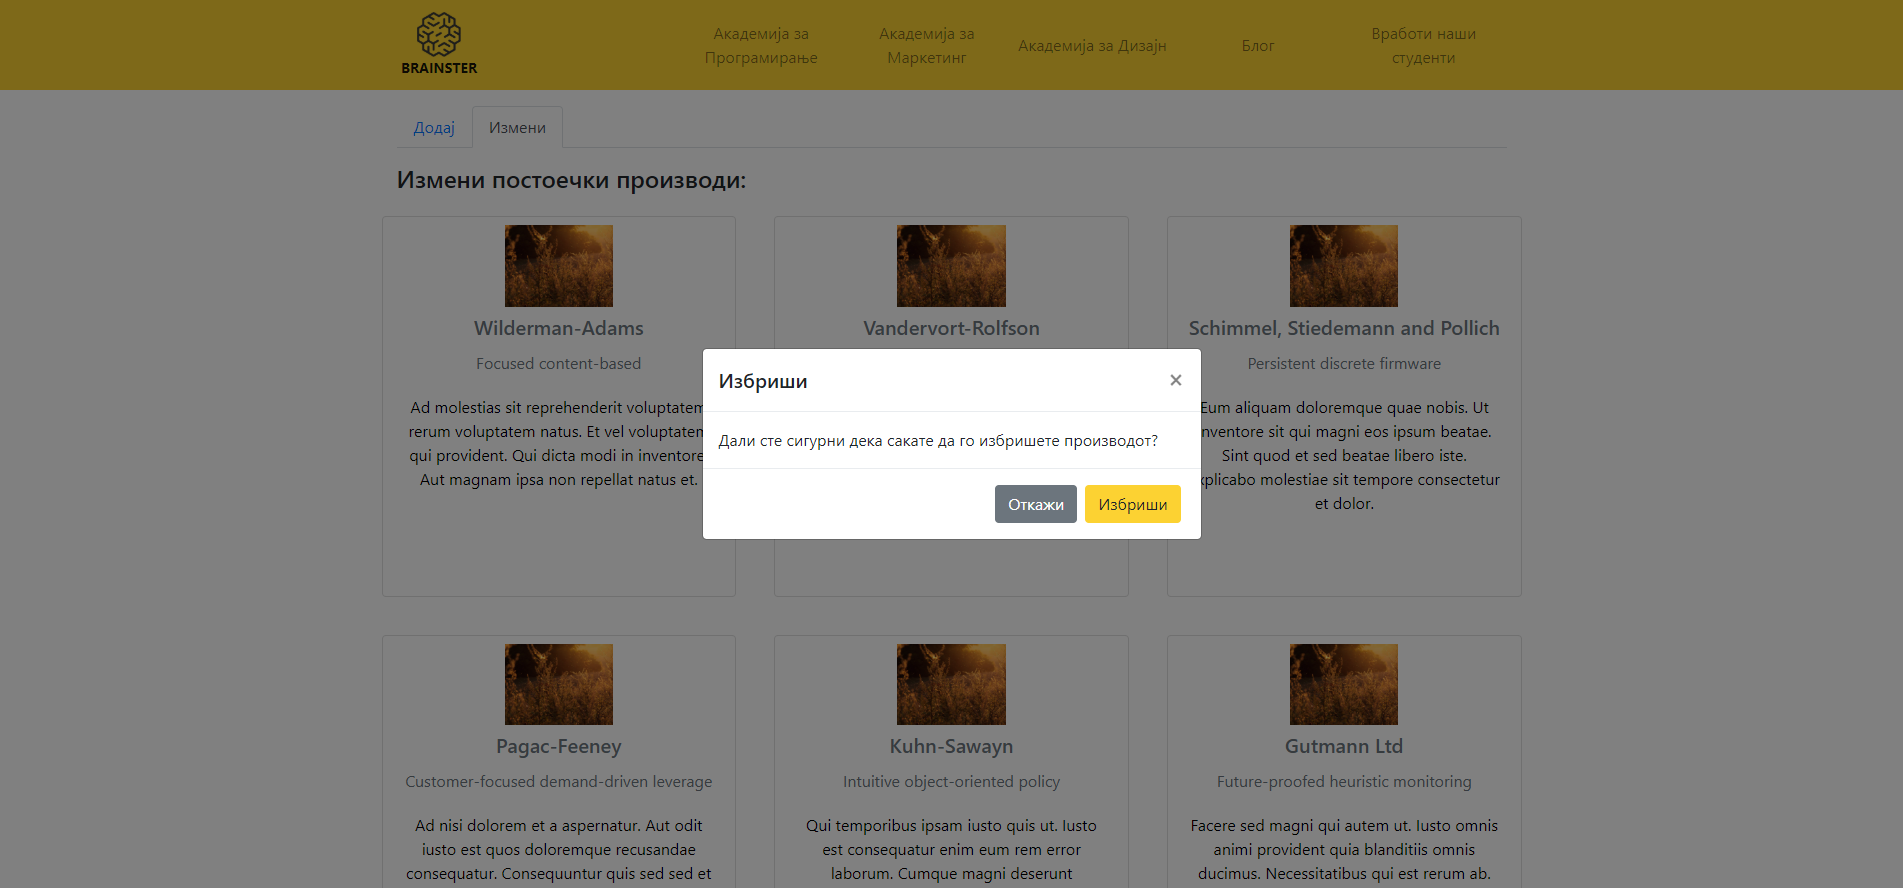 BRAINSTER
Академија за
Програмирање
Академија за
Маркетинг
Академија за Дизајн
Блог
Вработи наши
студенти
Додај
Измени
Измени постоечки производи:
Wilderman-Adams
Focused content-based
Ad molestias sit reprehenderit voluptatem
rerum voluptatem natus. Et vel voluptatem
qui provident. Qui dicta modi in inventore
Aut magnam ipsa non repellat natus et.
Vandervort-Rolfson
Schimmel, Stiedemann and Pollich
Persistent discrete firmware
Eum aliquam doloremque quae nobis. Ut
nventore sit qui magni eos ipsum beatae.
Sint quod et sed beatae libero iste.
xplicabo molestiae sit tempore consectetur
et dolor.
Избриши
×
Дали сте сигурни дека сакате да го избришете производот?
Откажи
Избриши
Pagac-Feeney
Customer-focused demand-driven leverage
Ad nisi dolorem et a aspernatur. Aut odit
iusto est quos doloremque recusandae
consequatur. Consequuntur quis sed sed et
Kuhn-Sawayn
Intuitive object-oriented policy
Qui temporibus ipsam iusto quis ut. Iusto
est consequatur enim eum rem error
laborum. Cumque magni deserunt
Gutmann Ltd
Future-proofed heuristic monitoring
Facere sed magni qui autem ut. Iusto omnis
animi provident quia blanditiis omnis
ducimus. Necessitatibus qui est rerum ab.